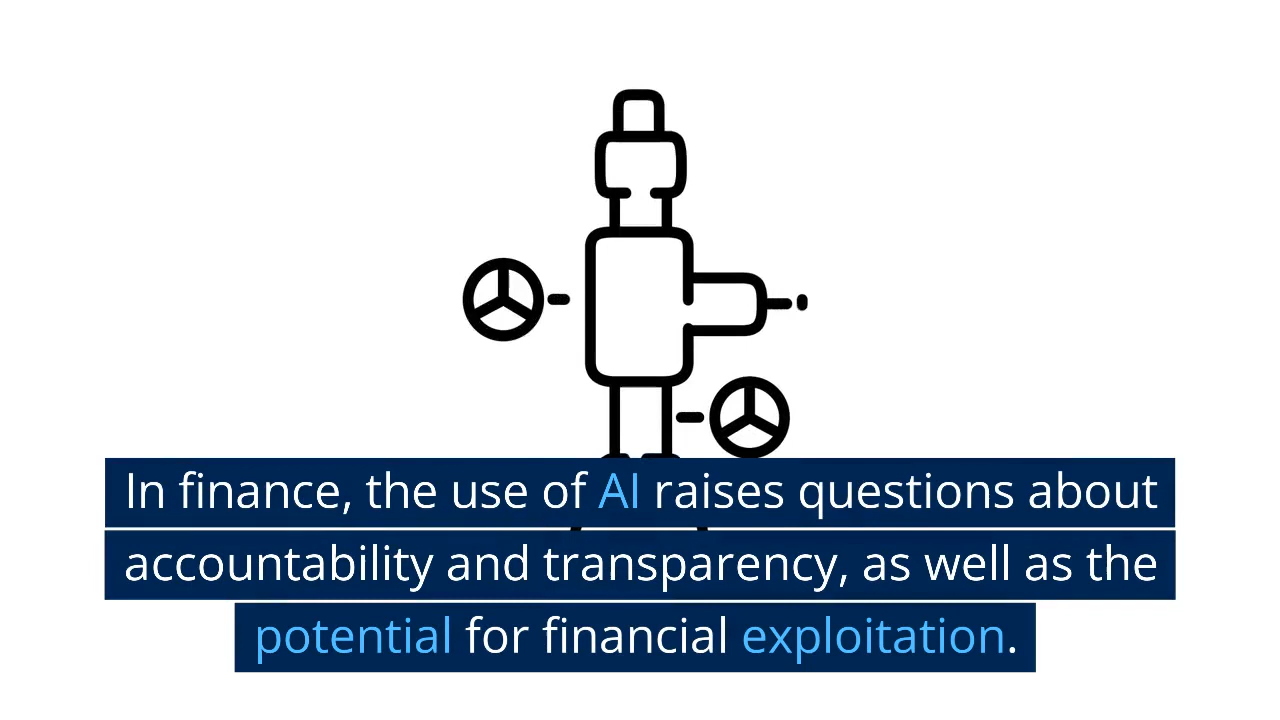 In finance, the use of AI raises questions about
accountability and transparency, as well as the
potential for financial exploitation.